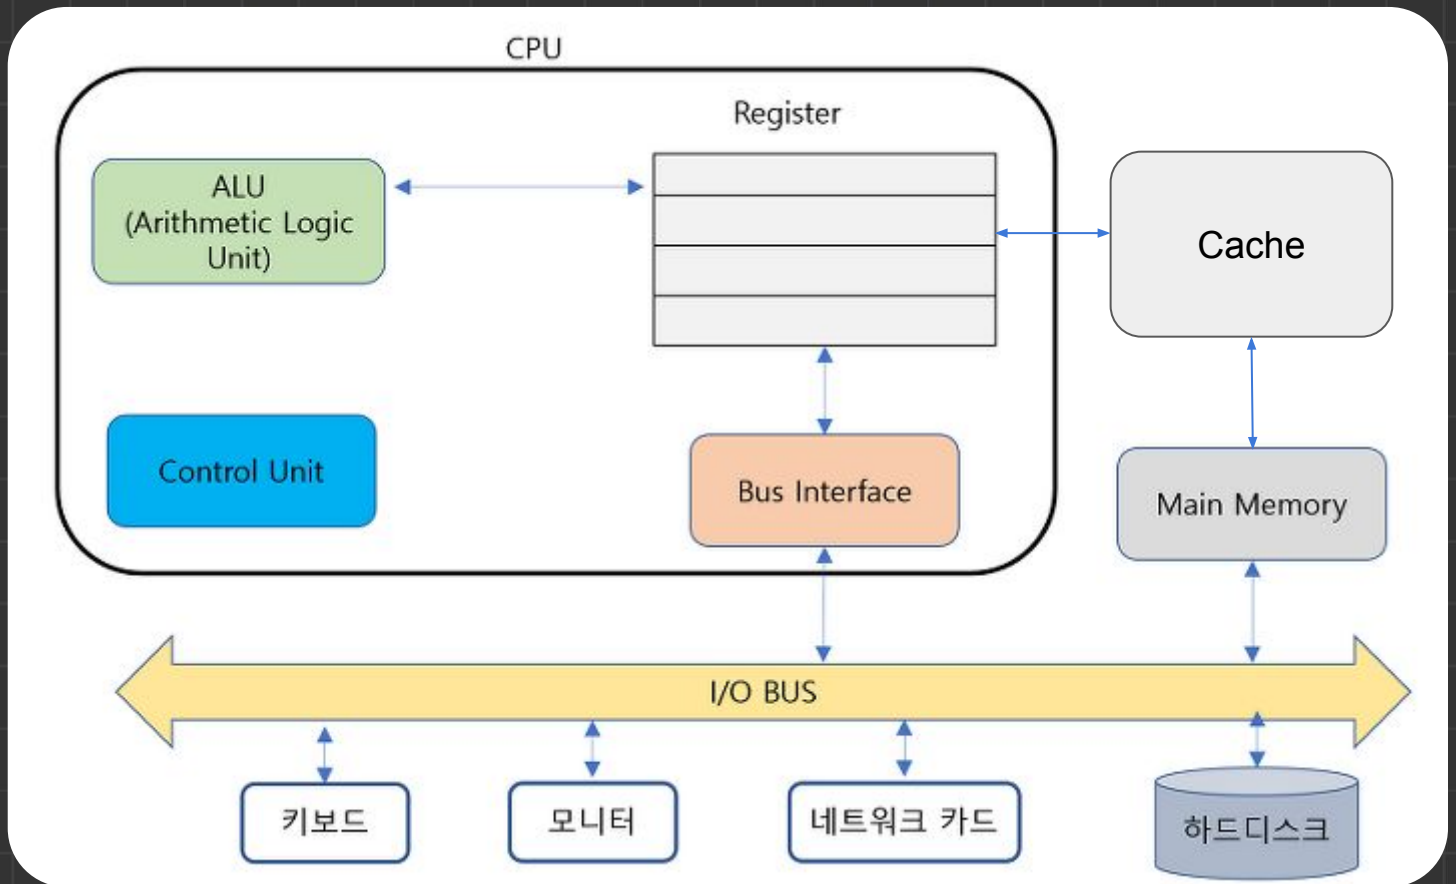 CPU
Register
ALU
(Arithmetic Logic
Unit)
Cache
Control Unit
Bus Interface
Main Memory
I/O BUS
키보드
모니터
네트워크 카드
하드디스크